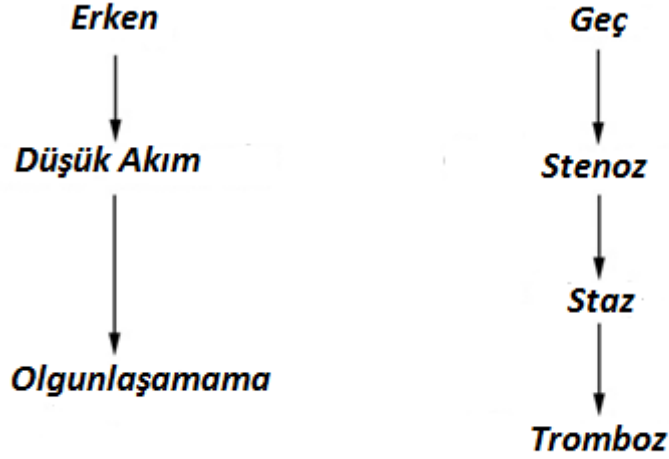 Erken
Düşük Akım
Olgunlaşamama
Geç
Stenoz
Staz
Tromboz